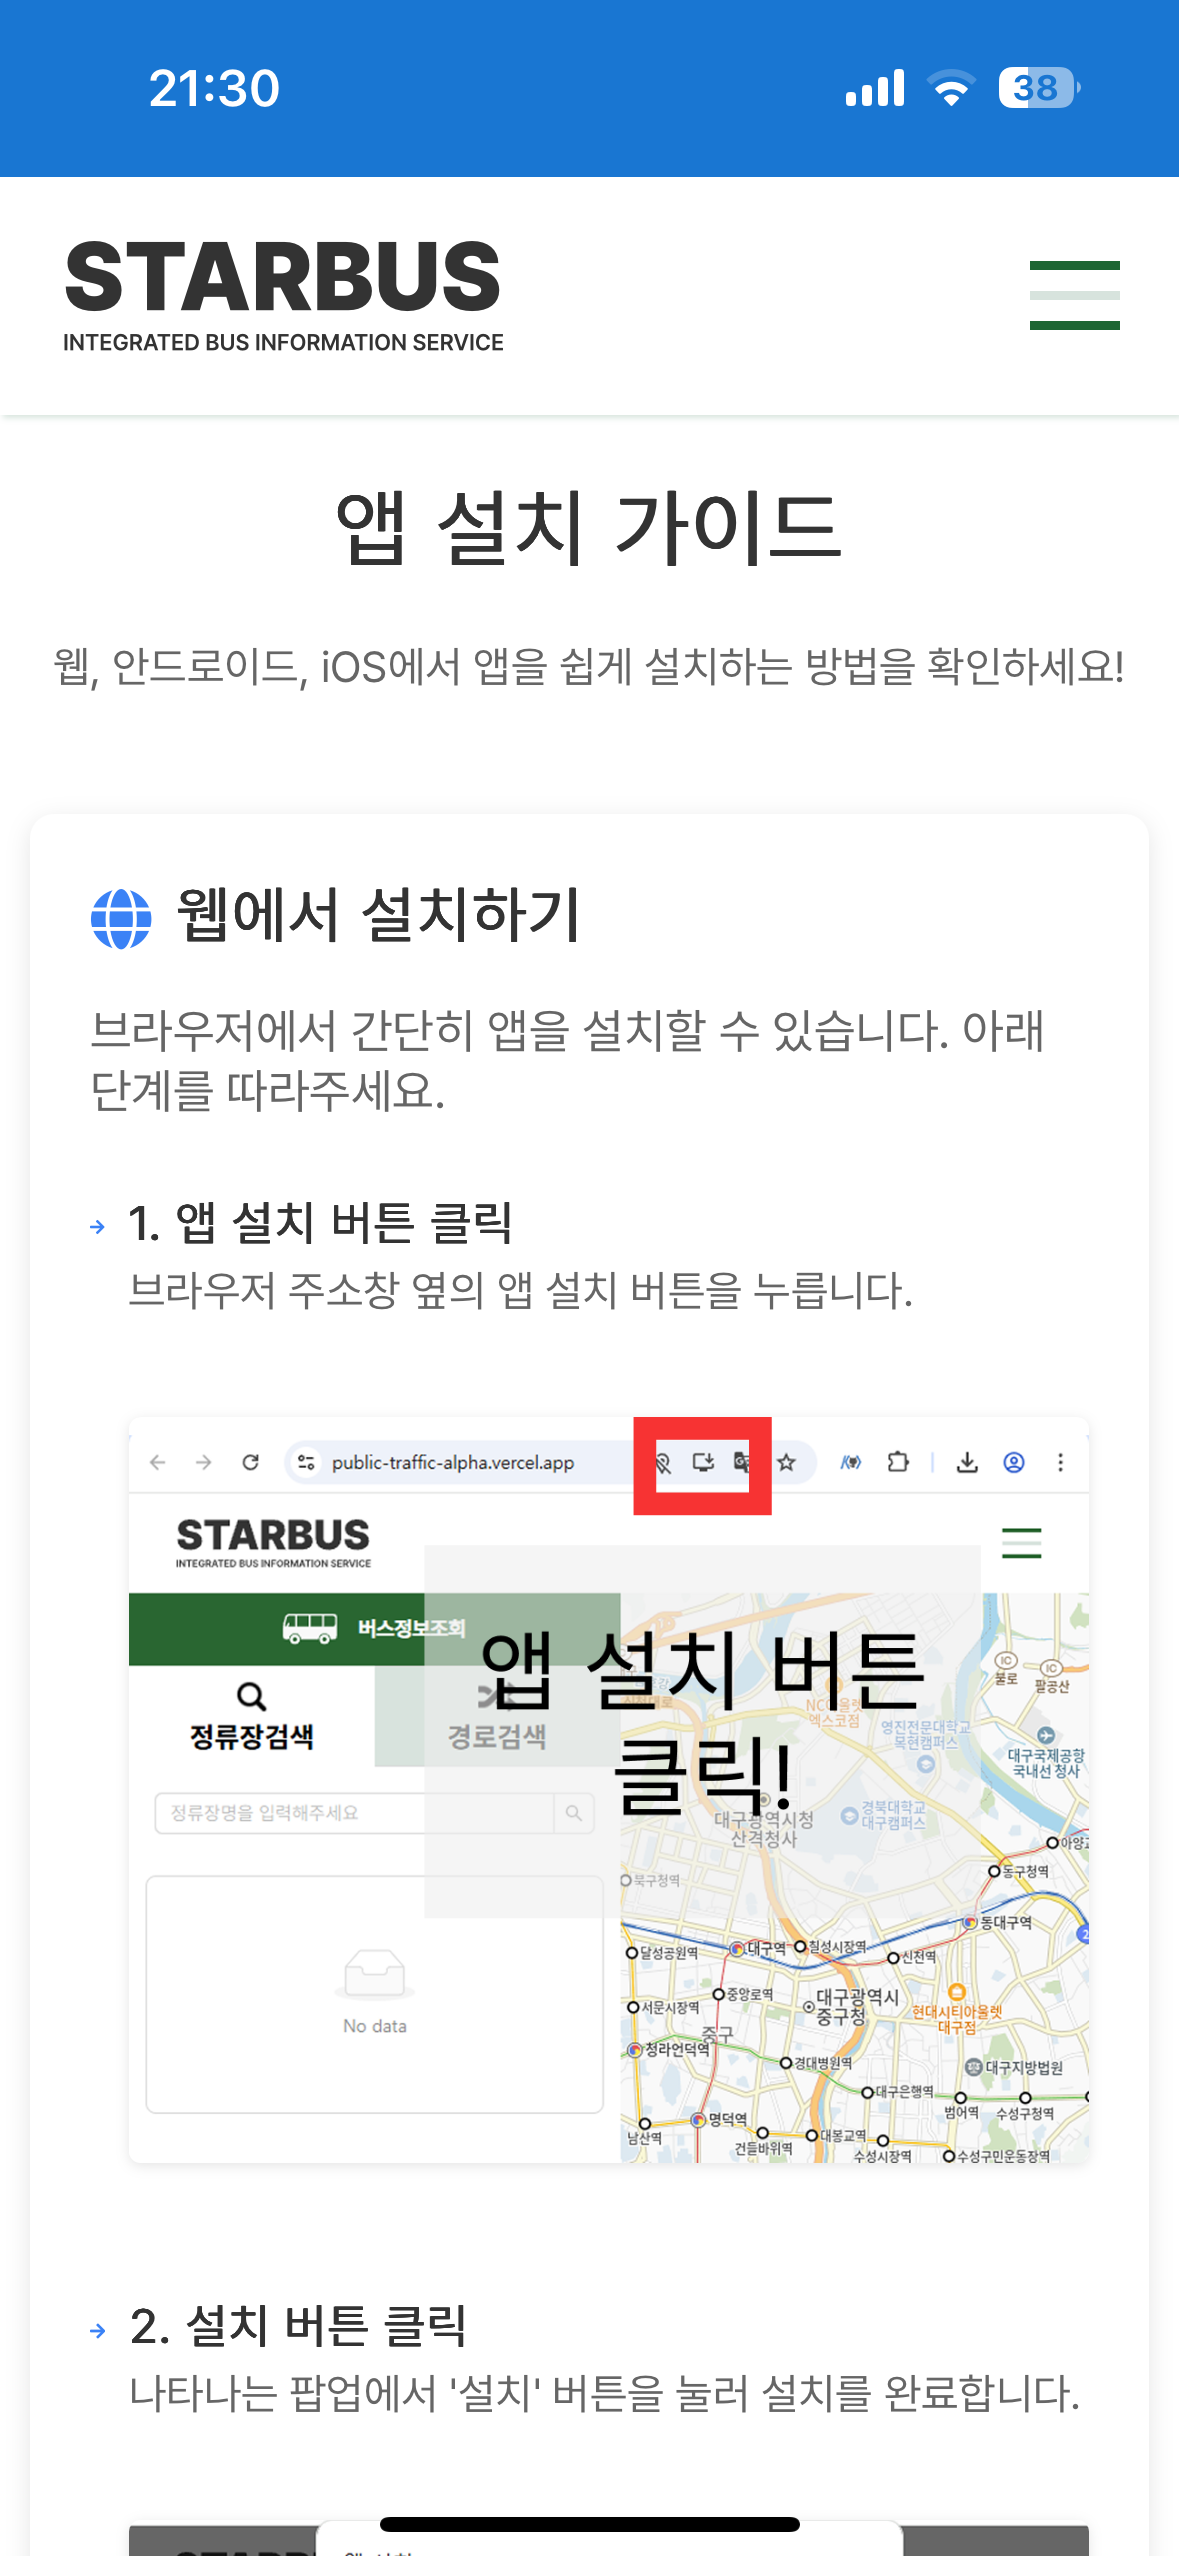 21:30
38
STARBUS
INTEGRATED BUS INFORMATION SERVICE
앱 설치 가이드
웹, 안드로이드, iOS에서 앱을 쉽게 설치하는 방법을 확인하세요!
웹에서 설치하기
브라우저에서 간단히 앱을 설치할 수 있습니다. 아래
단계를 따라주세요.
1. 앱 설치 버튼 클릭
브라우저 주소창 옆의 앱 설치 버튼을 누릅니다.
public-traffic-alpha.vercel.app
STARBUS
INTEGRATED BUS INFORMATION SERVICE
버스정보조회
앱 설치 버튼
클릭!
정류장검색
경로검색
정류장명을 입력해주세요
No data
IC
불로
IC
팔공산
NC아울렛
엑스코점
영진전문대학교
복현캠퍼스
대구국제공항
국내선 청사
대구광역시청
산격청사
경북대학교
대구캠퍼스
동구청역
북구청역
동대구역
달성공원역
대구역
칠성시장역
신천역
중앙로역
서문시장역
대구광역시
중구청
현대시티아울렛
대구점
중구
청라언덕역
경대병원역
대구지방법원
대구은행역
범어역
수성구청역
명덕역
남산역
건들바위역
대봉교역
수성시장역
수성구민운동장역
2. 설치 버튼 클릭
나타나는 팝업에서 '설치' 버튼을 눌러 설치를 완료합니다.